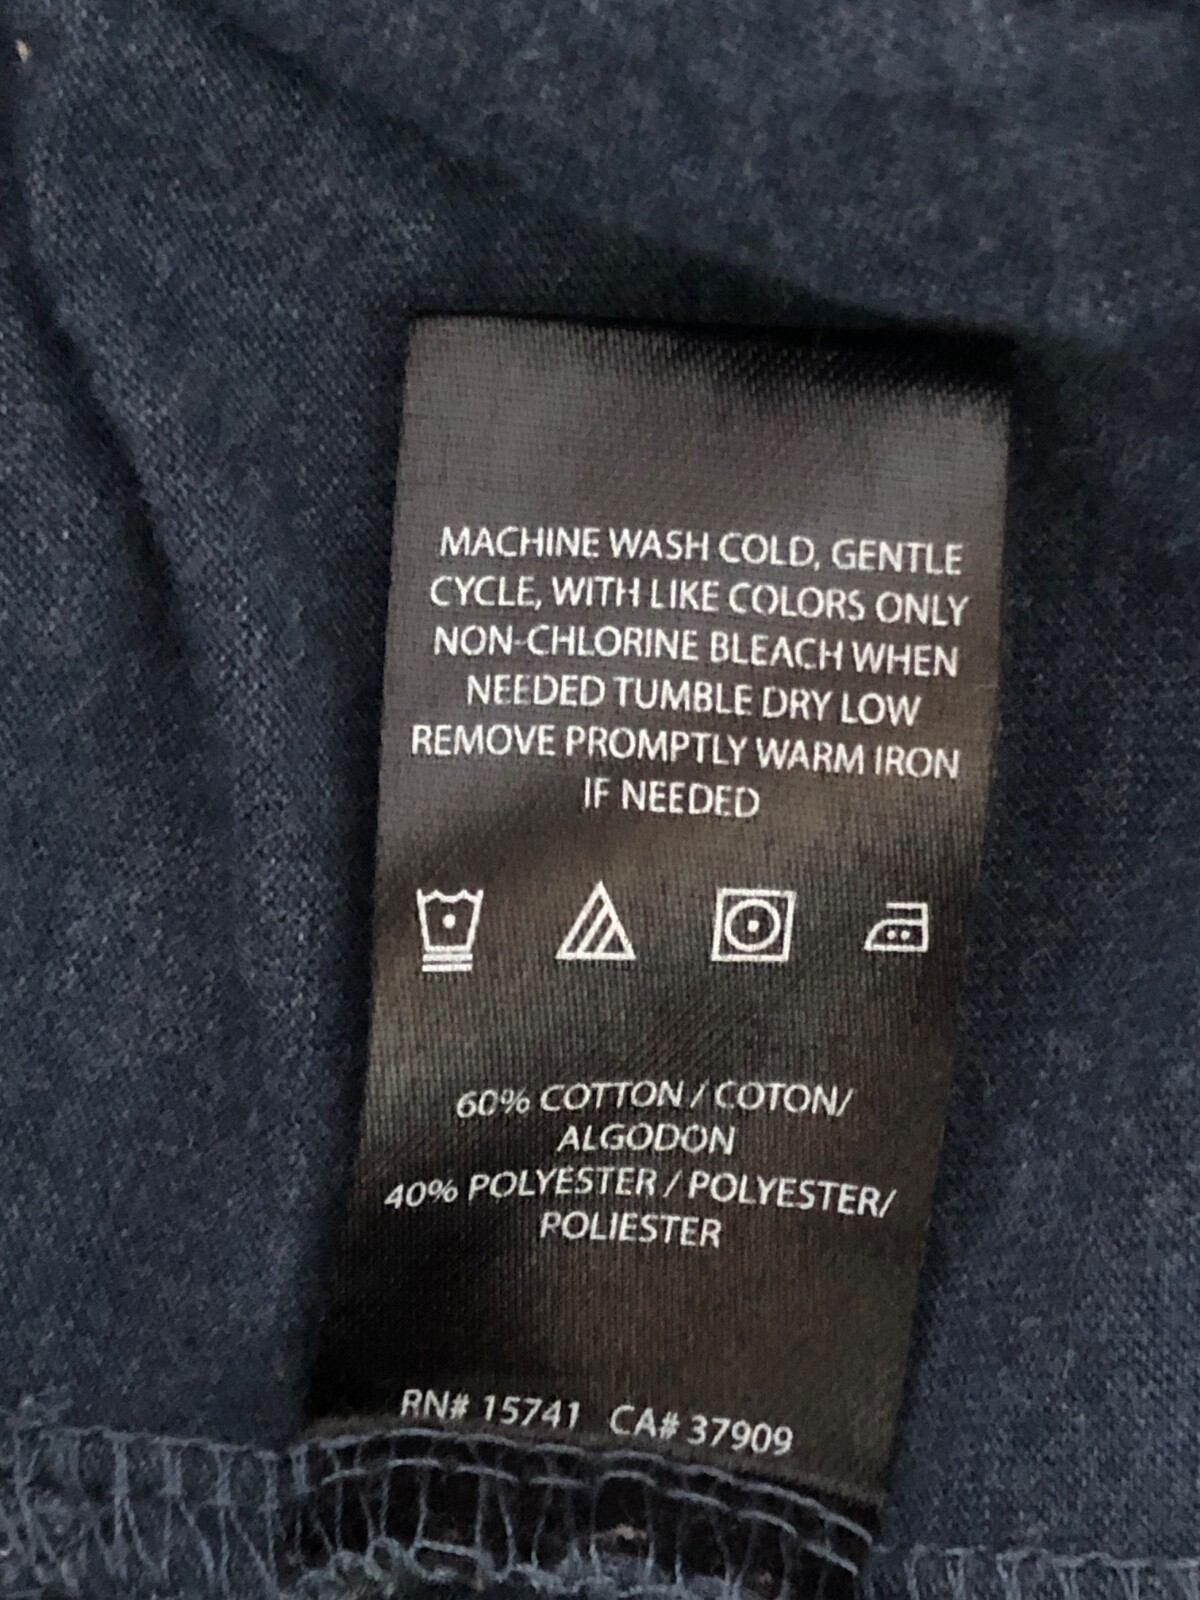 MACHINE WASH COLD, GENTLE
CYCLE, WITH LIKE COLORS ONLY
NON-CHLORINE BLEACH WHEN
NEEDED TUMBLE DRY LOW
REMOVE PROMPTLY WARM IRON
IF NEEDED
60% COTTON / COTON/
ALGODON
40% POLYESTER / POLYESTER/
POLIESTER
RN# 15741 CA# 37909